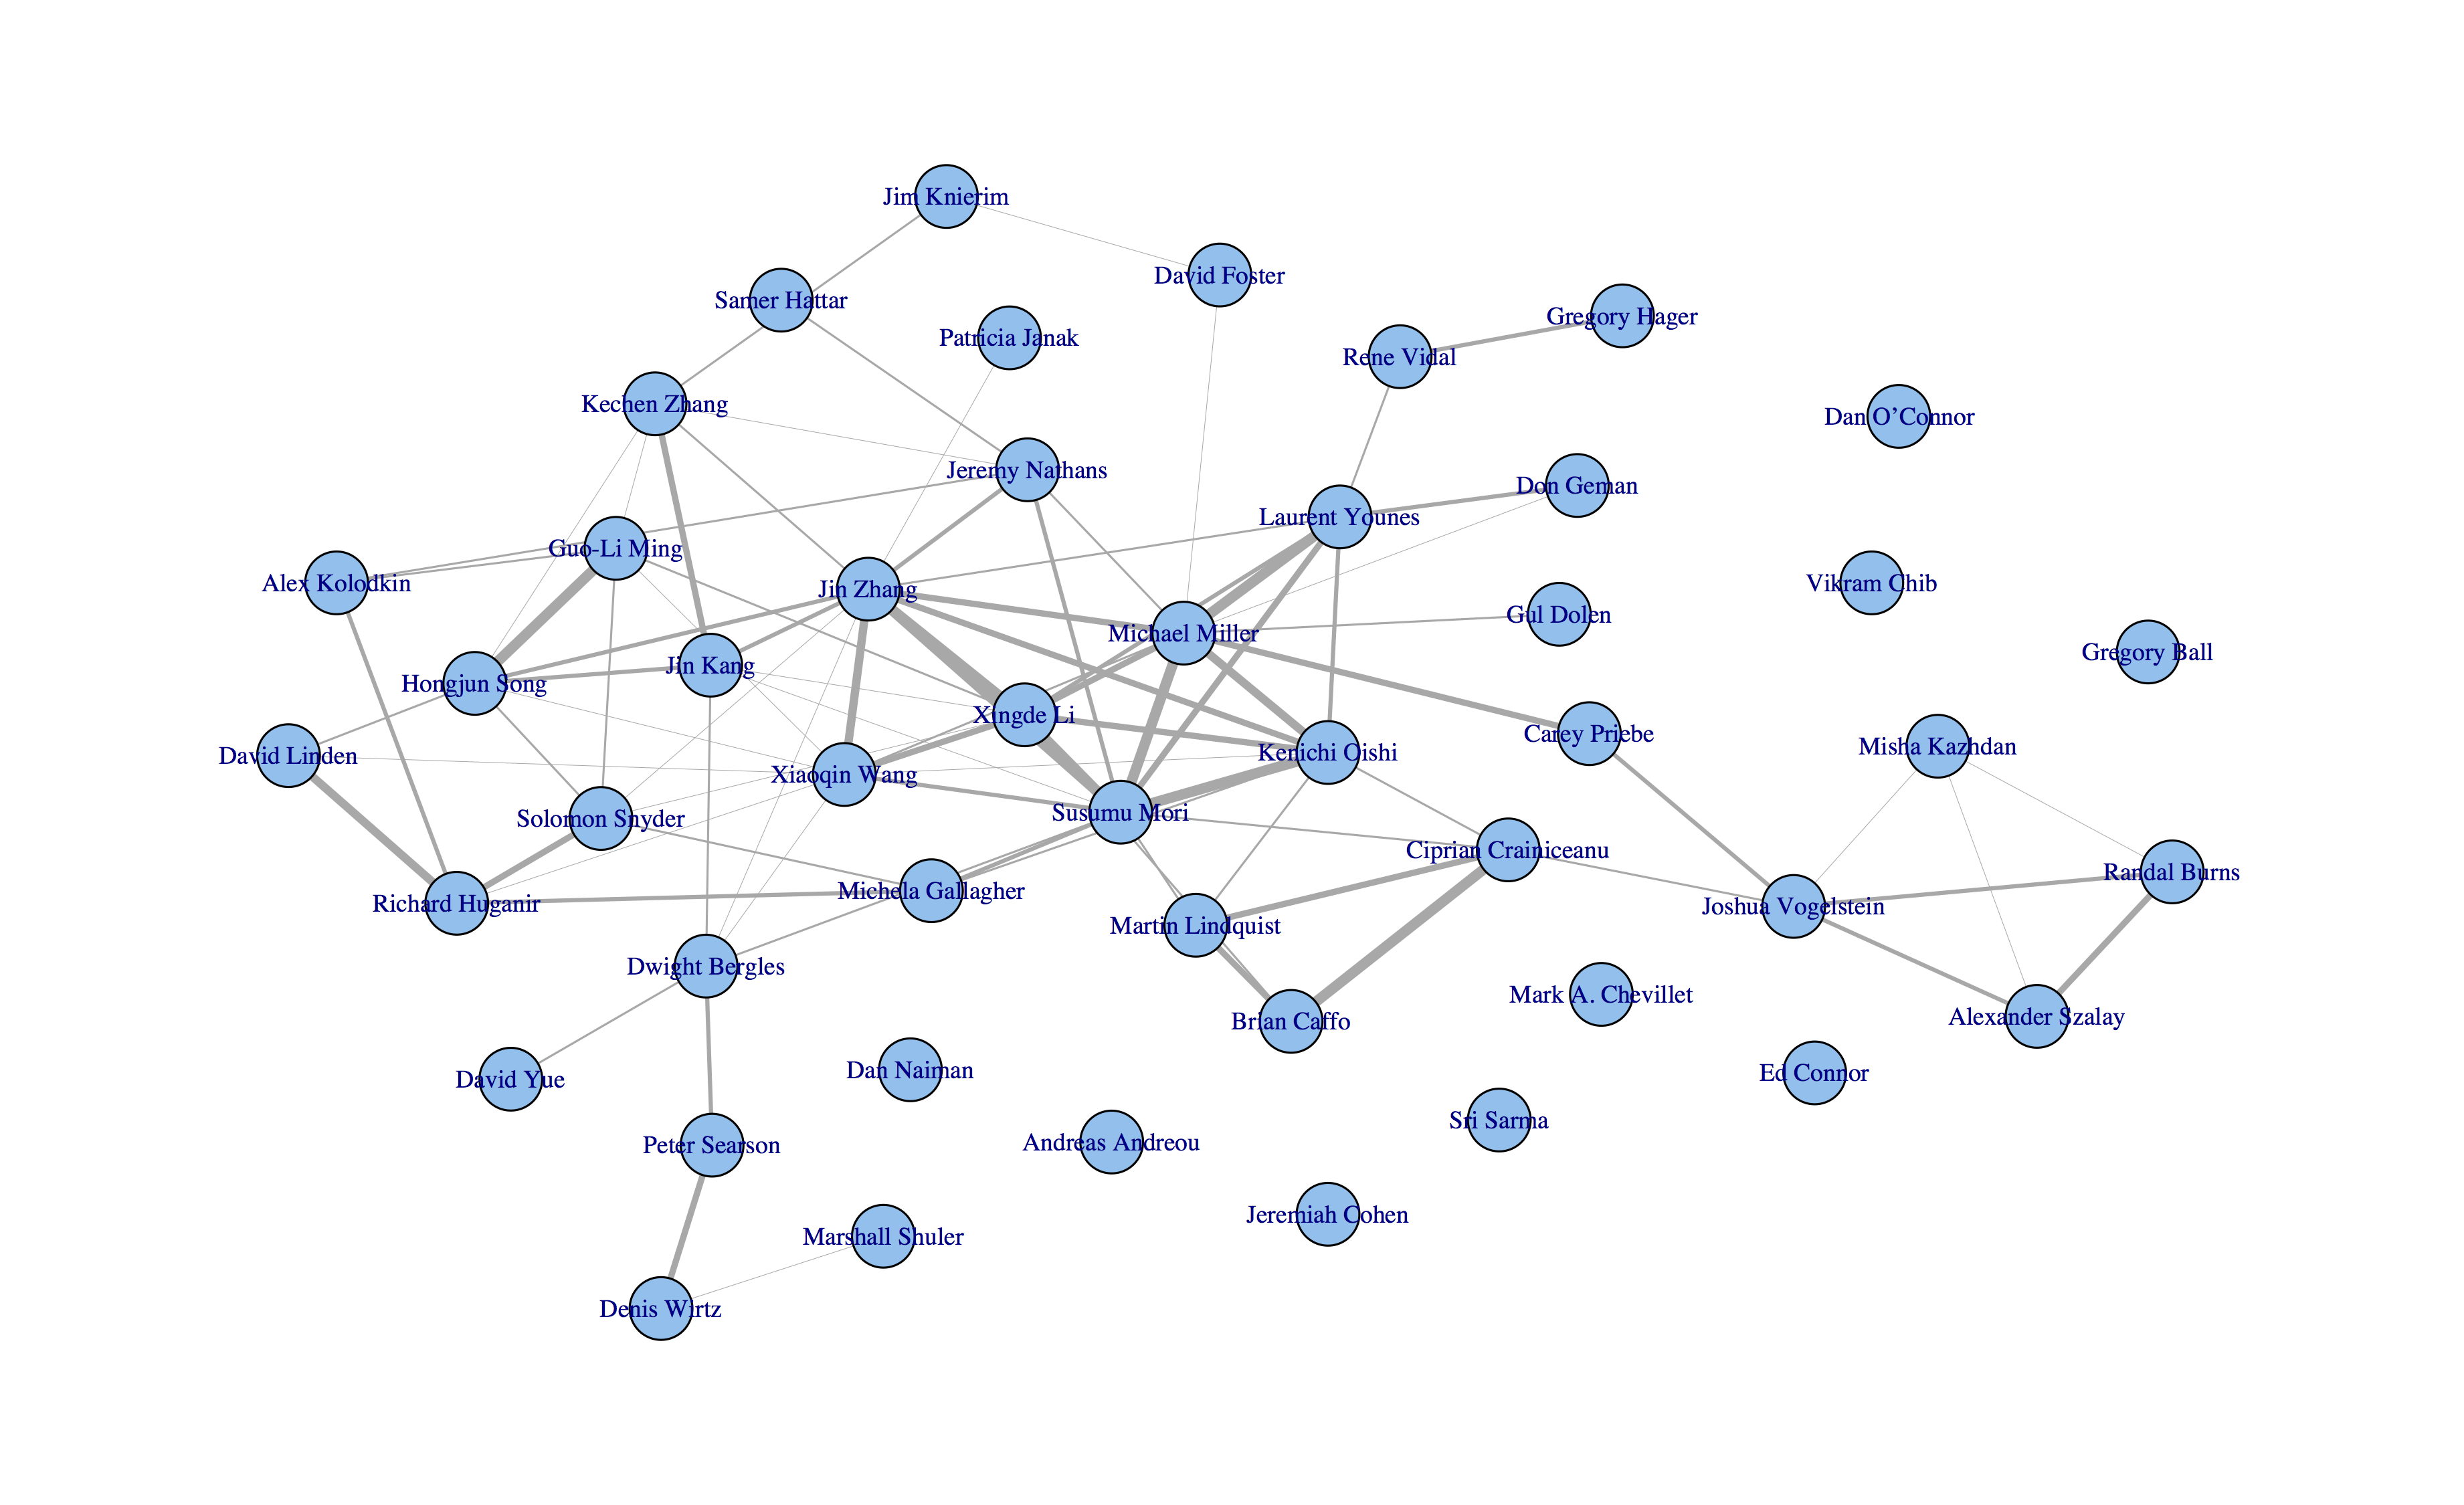 Jim Knierim
David Foster
Samer Hattar
Gregory Hager
Patricia Janak
Rene Vidal
Kechen Zhang
Dan O’Connor
Jeremy Nathans
Don Geman
Laurent Younes
Guo-Li Ming
Alex Kolodkin
Vikram Chib
Jin Zhang
Gul Dolen
Michael Miller
Gregory Ball
Jin Kang
Hongjun Song
Xingde Li
Carey Priebe
Misha Kazhdan
Kenichi Oishi
David Linden
Xiaoqin Wang
Susumu Mori
Solomon Snyder
Ciprian Crainiceanu
Randal Burns
Michela Gallagher
Richard Huganir
Joshua Vogelstein
Martin Lindquist
Dwight Bergles
Mark A. Chevillet
Alexander Szalay
Brian Caffo
Dan Naiman
Ed Connor
David Yue
Sri Sarma
Andreas Andreou
Peter Searson
Jeremiah Cohen
Marshall Shuler
Denis Wirtz